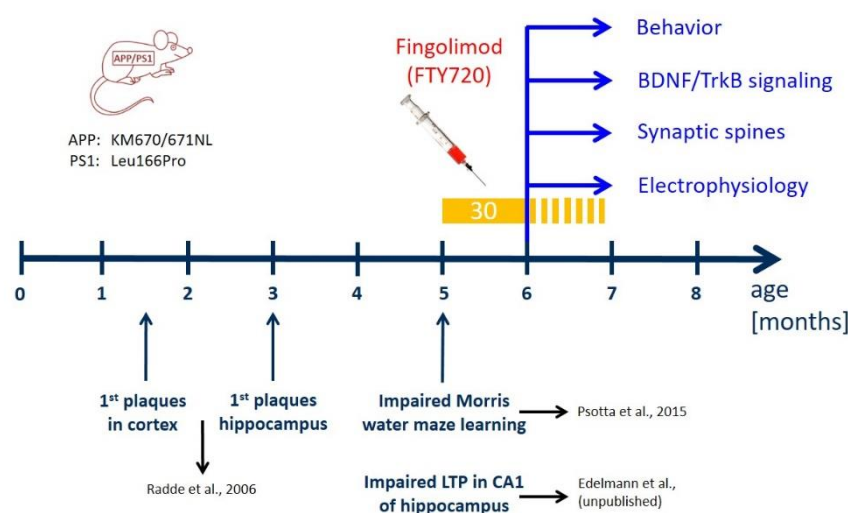 APP/PS1
APP: KM670/671NL
PS1: Leu166Pro
Fingolimod
(FTY720)
Behavior
BDNF/TrkB signaling
Synaptic spines
Electrophysiology
30
0 1 2 3 4 5 6 7 8
age
[months]
1st plaques
in cortex
1st plaques
hippocampus
Impaired Morris
water maze learning
Psotta et al., 2015
Radde et al., 2006
Impaired LTP in CA1
of hippocampus
Edelmann et al.,
(unpublished)